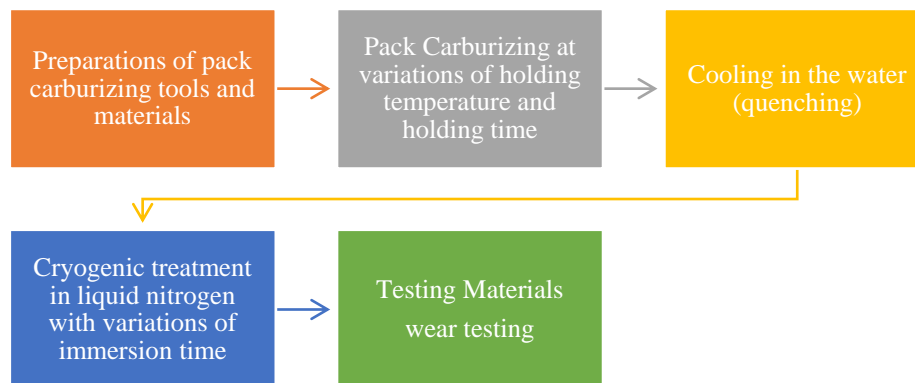 Preparations of pack
carburizing tools and
materials
Pack Carburizing at
variations of holding
temperature and
holding time
Cooling in the water
(quenching)
Cryogenic treatment
in liquid nitrogen
with variations of
immersion time
Testing Materials
wear testing